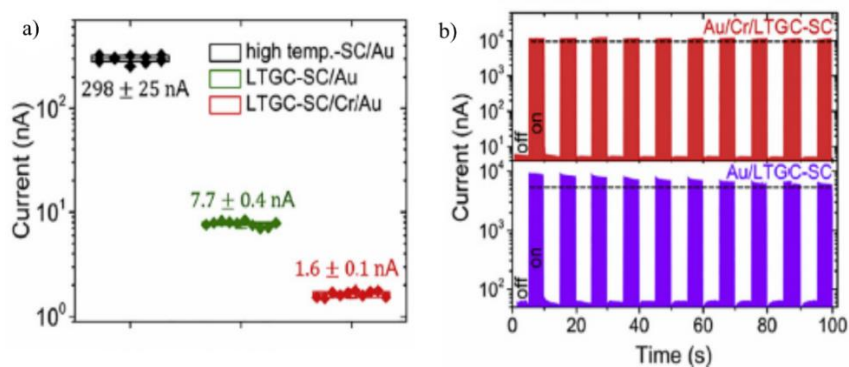 a)
Current (nA)
10²
10¹
10⁰
high temp.-SC/Au
LTGC-SC/Au
LTGC-SC/Cr/Au
298 ± 25 nA
7.7 ± 0.4 nA
1.6 ± 0.1 nA
b)
Current (nA)
10⁴
10³
10²
10¹
Au/Cr/LTGC-SC
off
on
10⁴
10³
10²
Au/LTGC-SC
off
on
0 20 40 60 80 100
Time (s)